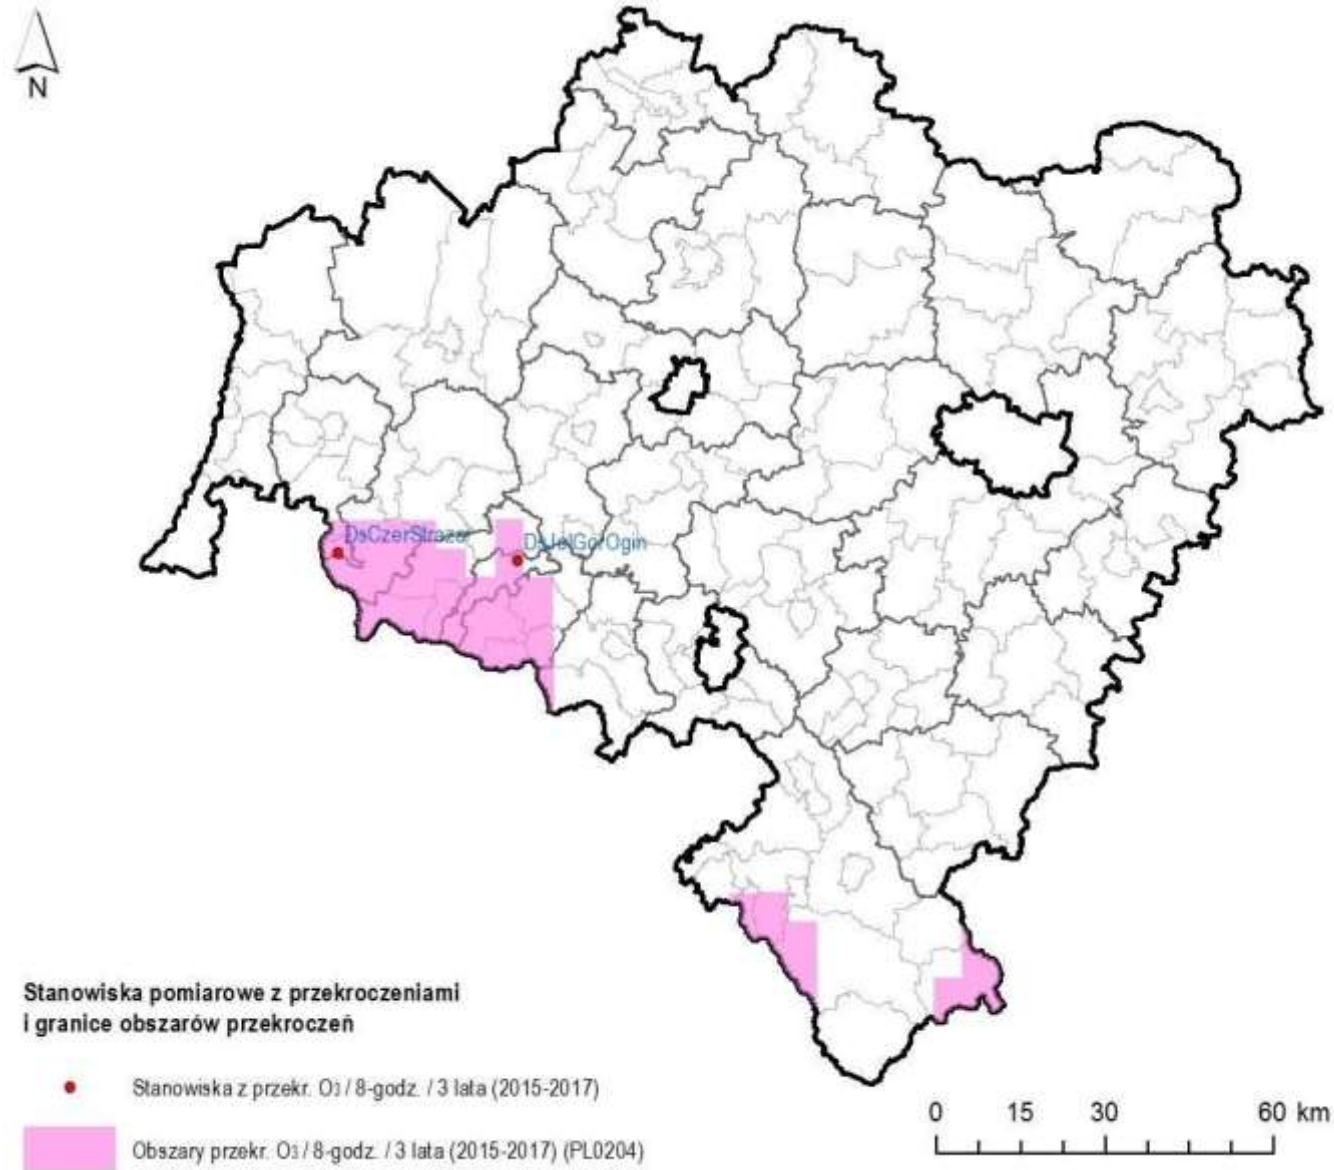 N
DsCzerStraza
DsJelGorOgin
Stanowiska pomiarowe z przekroczeniami
i granice obszarów przekroczeń
Stanowiska z przekr. O3 / 8-godz. / 3 lata (2015-2017)
Obszary przekr. O3 / 8-godz. / 3 lata (2015-2017) (PL0204)
0 15 30 60 km